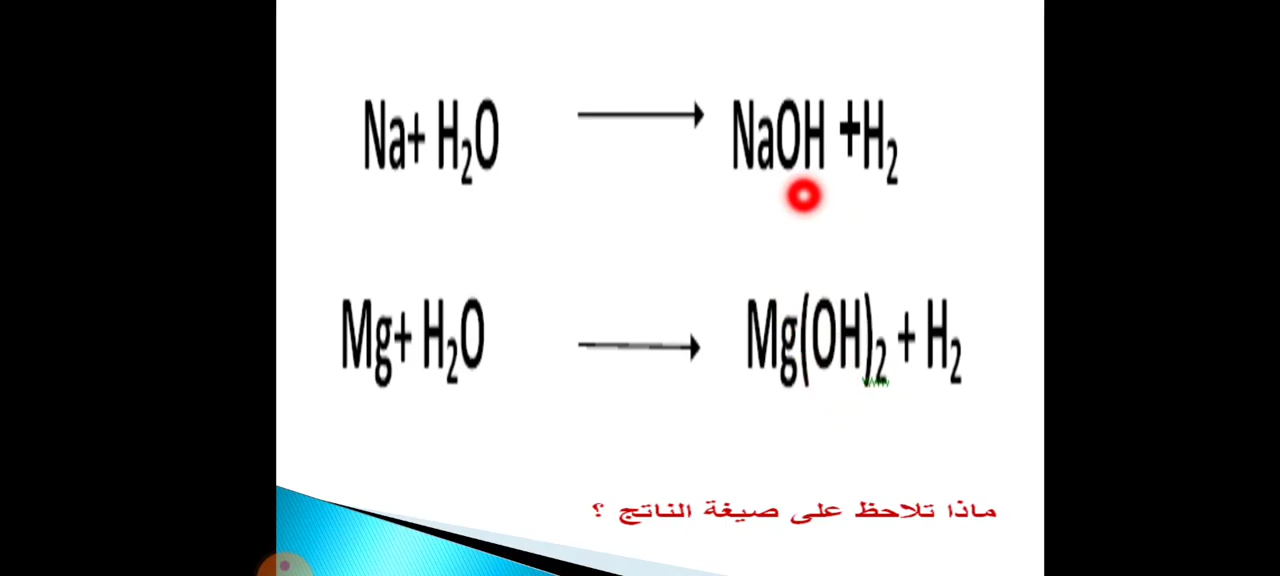 Na+ H₂O → NaOH +H₂
Mg+ H₂O → Mg(OH)₂ + H₂
ماذا تلاحظ على صيغة الناتج ؟